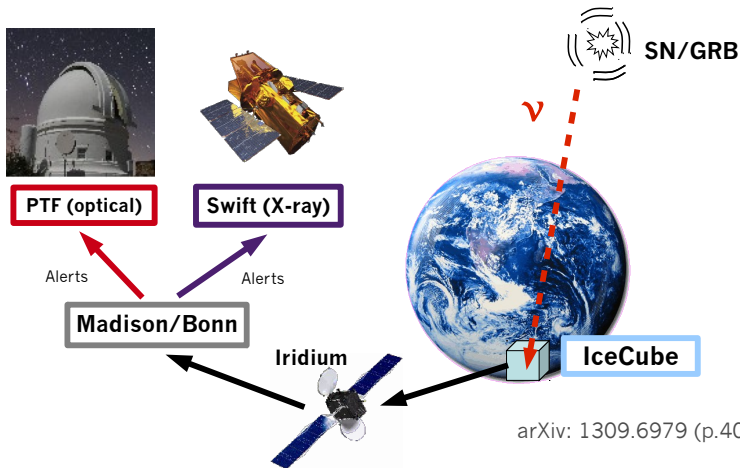 SN/GRB
ν
PTF (optical)
Swift (X-ray)
Alerts
Alerts
Madison/Bonn
Iridium
IceCube
arXiv: 1309.6979 (p.40